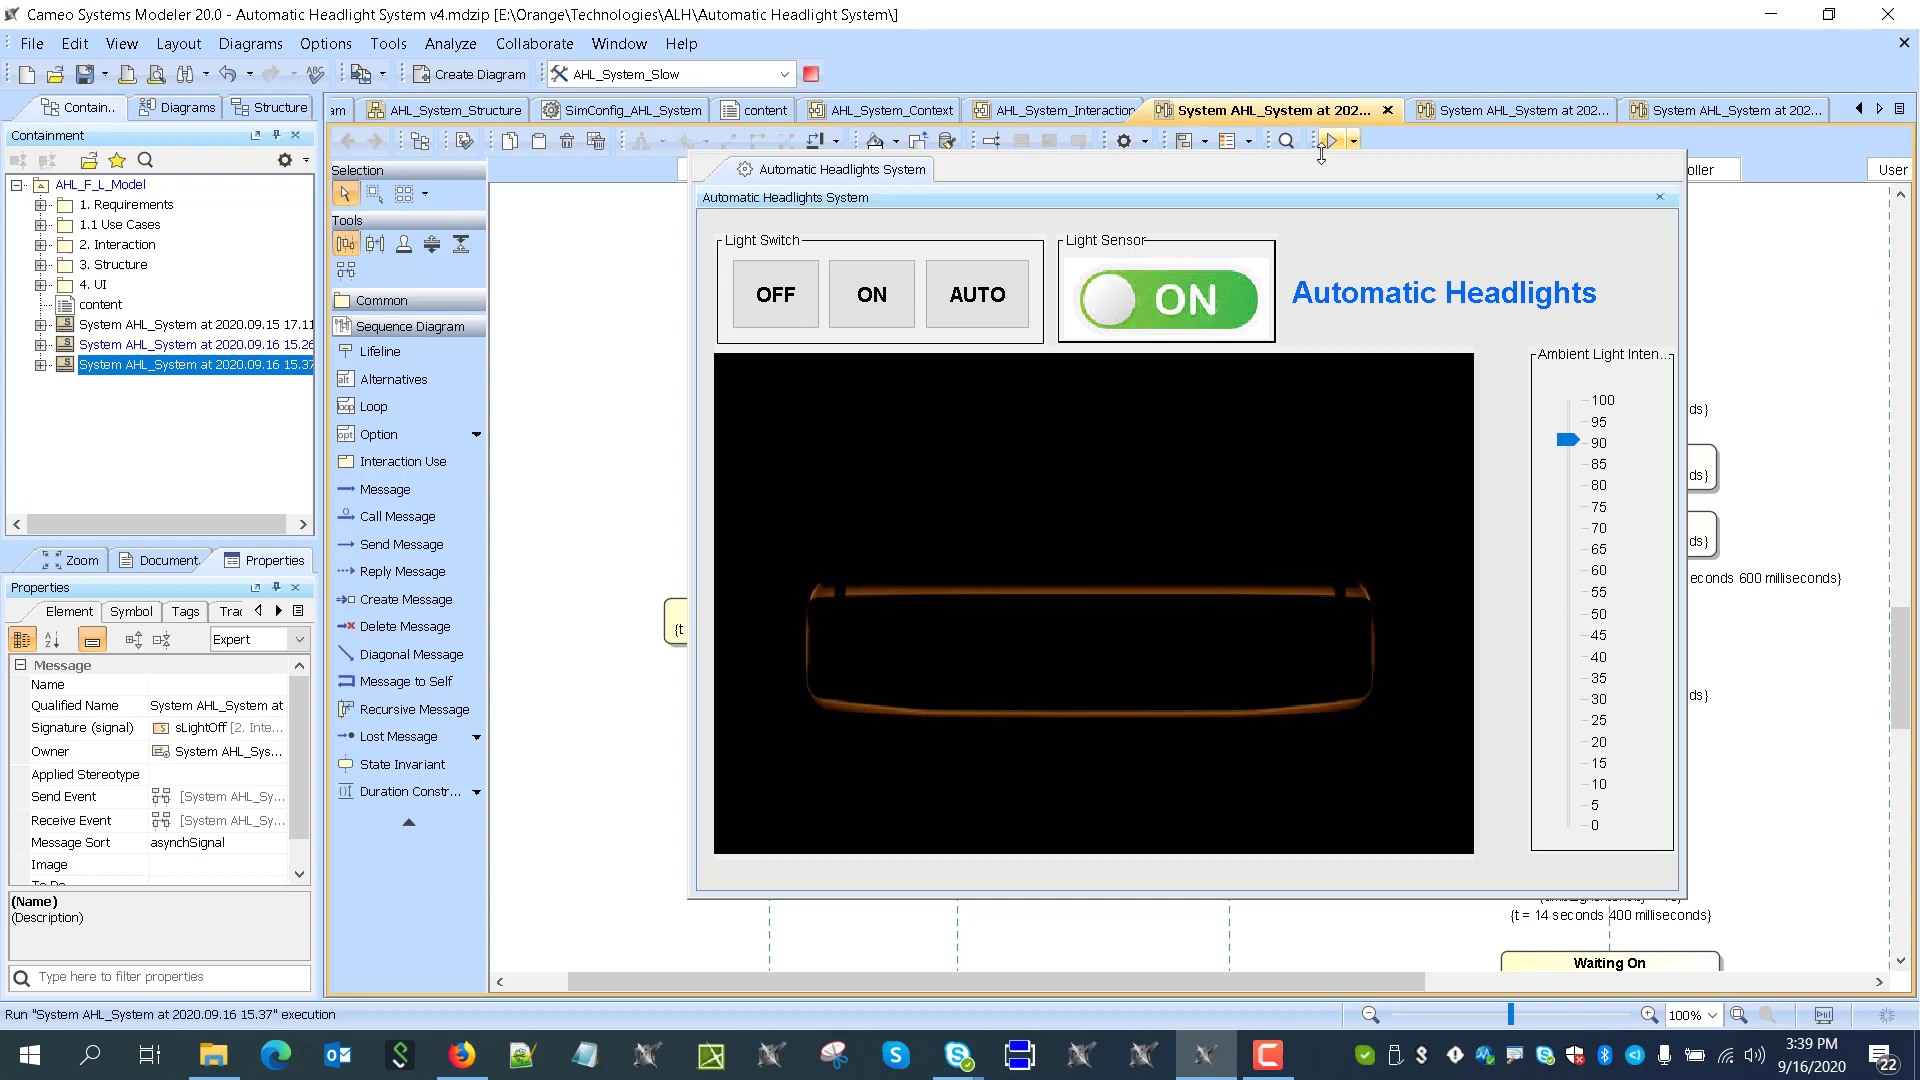 Cameo Systems Modeler 20.0 - Automatic Headlight System v4.mdzip [E:\Orange\Technologies\ALH\Automatic Headlight System\]
File Edit View Layout Diagrams Options Tools Analyze Collaborate Window Help
Create Diagram AHL_System_Slow
Contain.. Diagrams Structure
am AHL_System_Structure SimConfig_AHL_System content AHL_System_Context AHL_System_Interaction System AHL_System at 202... System AHL_System at 202... System AHL_System at 202...
Containment
AHL_F_L_Model
1. Requirements
1.1 Use Cases
2. Interaction
3. Structure
4. UI
content
System AHL_System at 2020.09.15 17.11
System AHL_System at 2020.09.16 15.26
System AHL_System at 2020.09.16 15.37
Zoom Document. Properties
Properties
Element Symbol Tags Tra
Expert
Message
Name
Qualified Name System AHL_System at
Signature (signal) sLightOff [2. Inte...
Owner System AHL_Sys...
Applied Stereotype
Send Event [System AHL_Sy...
Receive Event [System AHL_Sy...
Message Sort asynchSignal
Image
To Do
(Name)
(Description)
Type here to filter properties
Selection
Tools
Common
Sequence Diagram
Lifeline
Alternatives
Loop
Option
Interaction Use
Message
Call Message
Send Message
Reply Message
Create Message
Delete Message
Diagonal Message
Message to Self
Recursive Message
Lost Message
State Invariant
Duration Constr...
Automatic Headlights System
Automatic Headlights System
Light Switch
OFF ON AUTO
Light Sensor
ON
Automatic Headlights
Ambient Light Inten...
100
95
90
85
80
75
70
65
60
55
50
45
40
35
30
25
20
15
10
5
0
oller User
ds}
ds}
ds}
seconds 600 milliseconds}
ds}
{t
{t = 14 seconds 400 milliseconds}
Waiting On
Run "System AHL_System at 2020.09.16 15.37" execution
100%
3:39 PM
9/16/2020
22